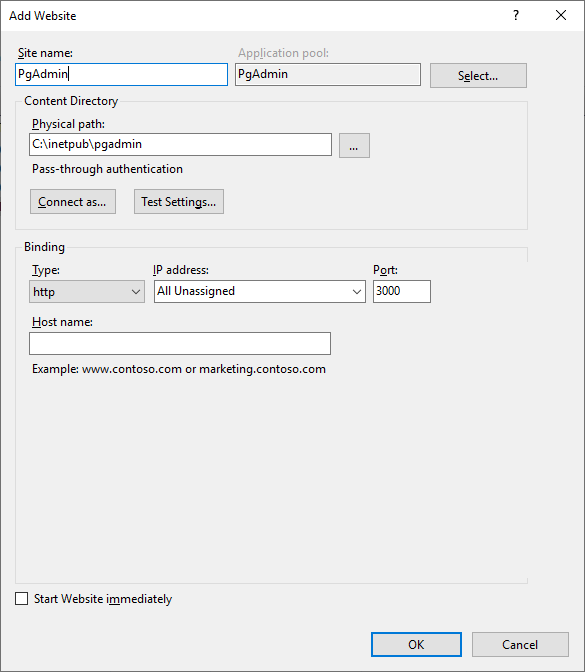 Add Website
?
Site name:
Application pool:
PgAdmin
PgAdmin
Select...
Content Directory
Physical path:
C:\inetpub\pgadmin
...
Pass-through authentication
Connect as...
Test Settings...
Binding
Type:
IP address:
Port:
http
All Unassigned
3000
Host name:
Example: www.contoso.com or marketing.contoso.com
Start Website immediately
OK
Cancel